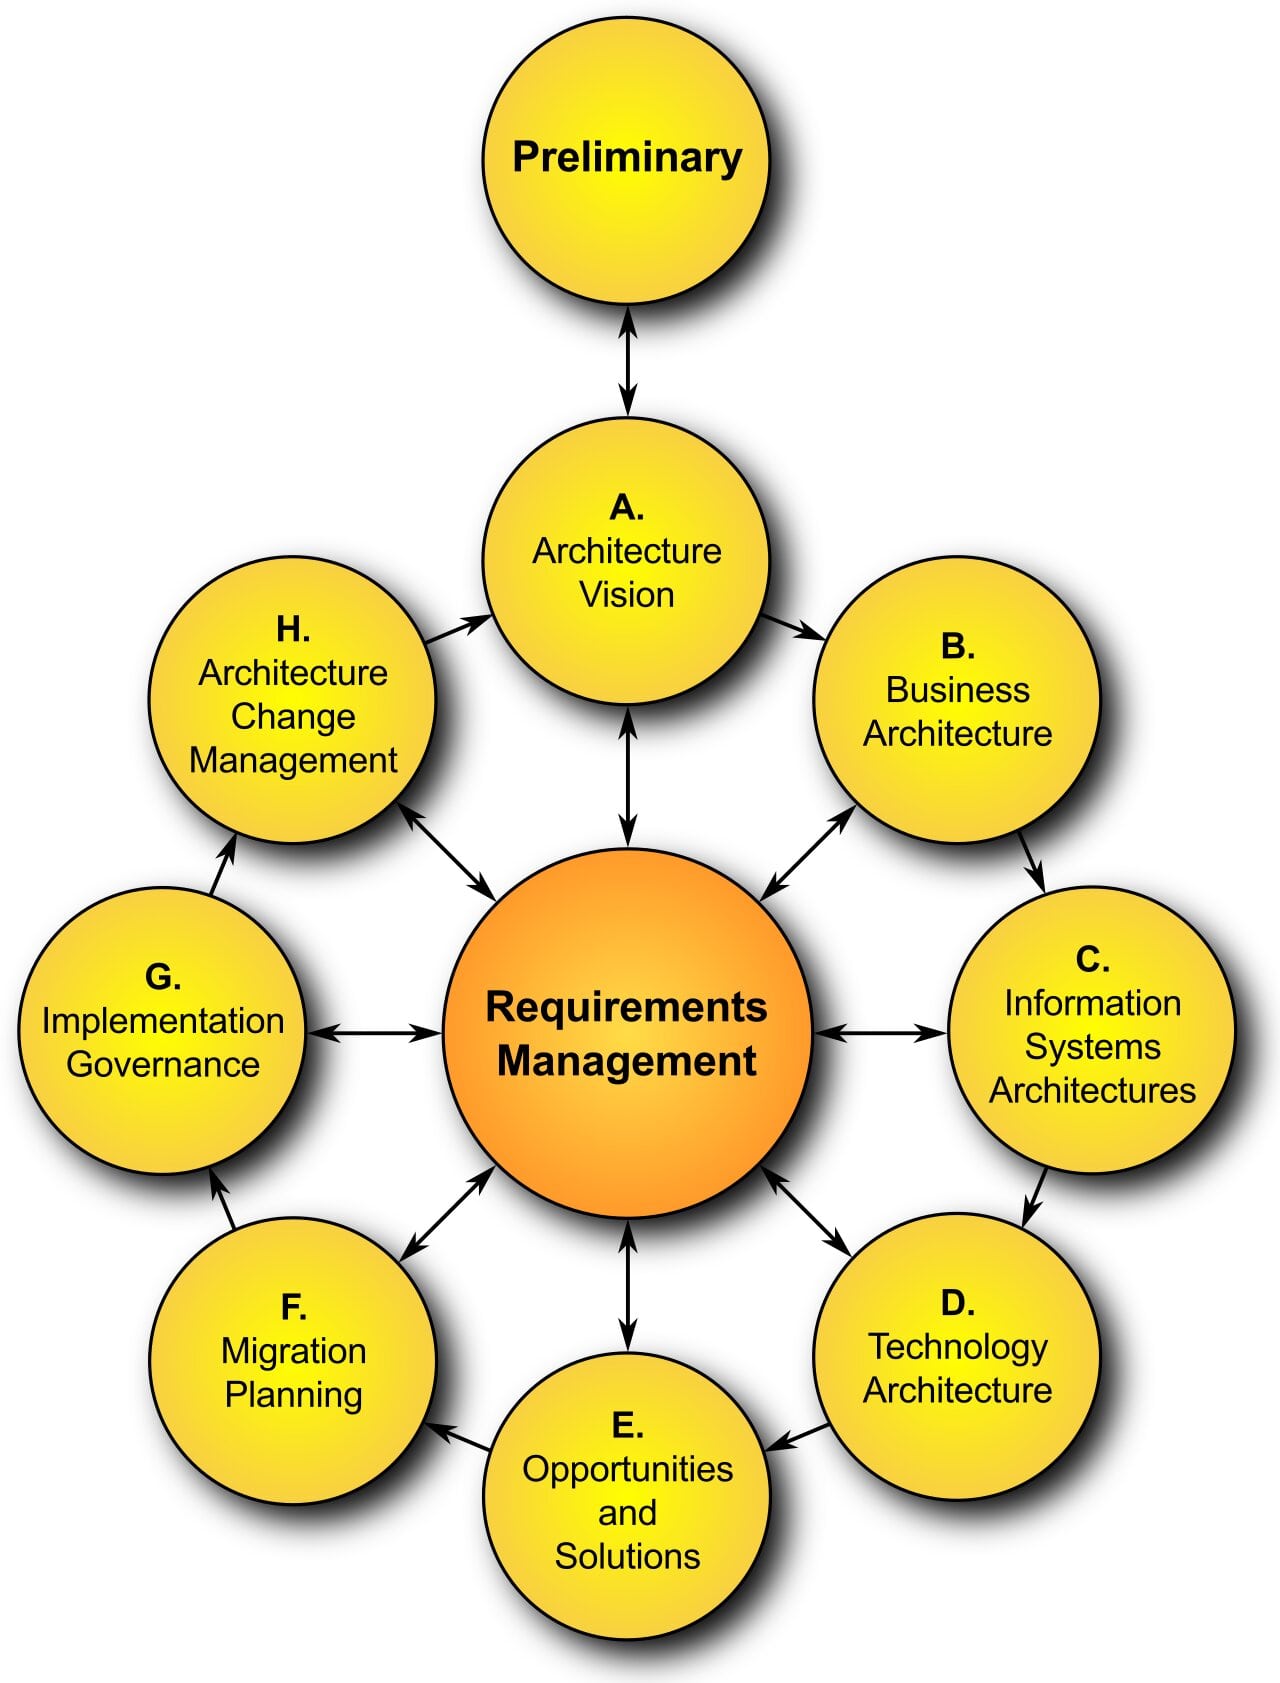 Preliminary
A.
Architecture
Vision
B.
Business
Architecture
C.
Information
Systems
Architectures
D.
Technology
Architecture
E.
Opportunities
and
Solutions
F.
Migration
Planning
G.
Implementation
Governance
H.
Architecture
Change
Management
Requirements
Management